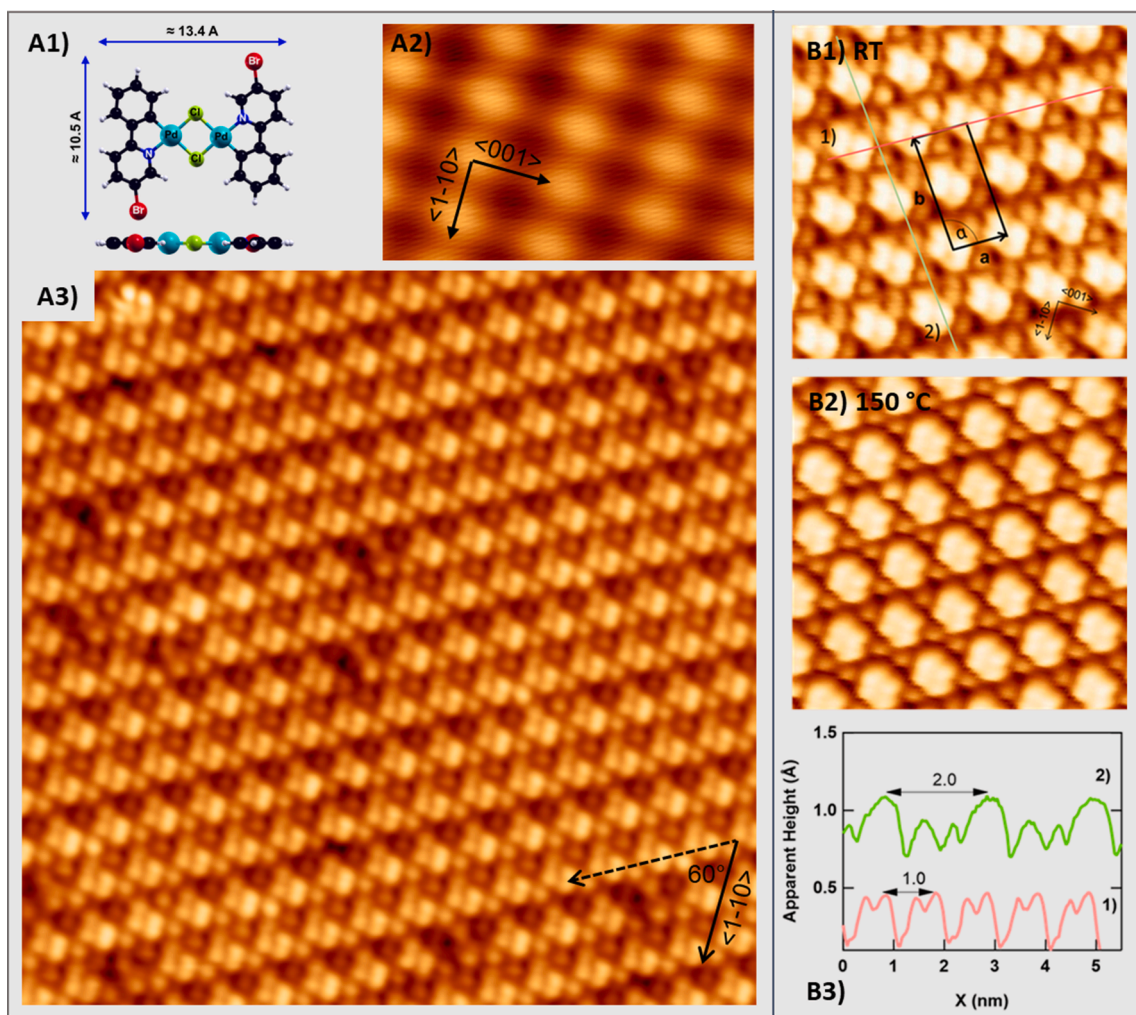 A1)
≈ 13.4 A
≈ 10.5 A
Br
Cl
N
Pd
Pd
N
Cl
Br
A2)
<001>
<1-10>
A3)
60°
<1-10>
B1) RT
1)
b
α
a
2)
<001>
<1-10>
B2) 150 °C
1.5
1.0
0.5
Apparent Height (Å)
2.0
2)
1.0
1)
0 1 2 3 4 5
X (nm)
B3)